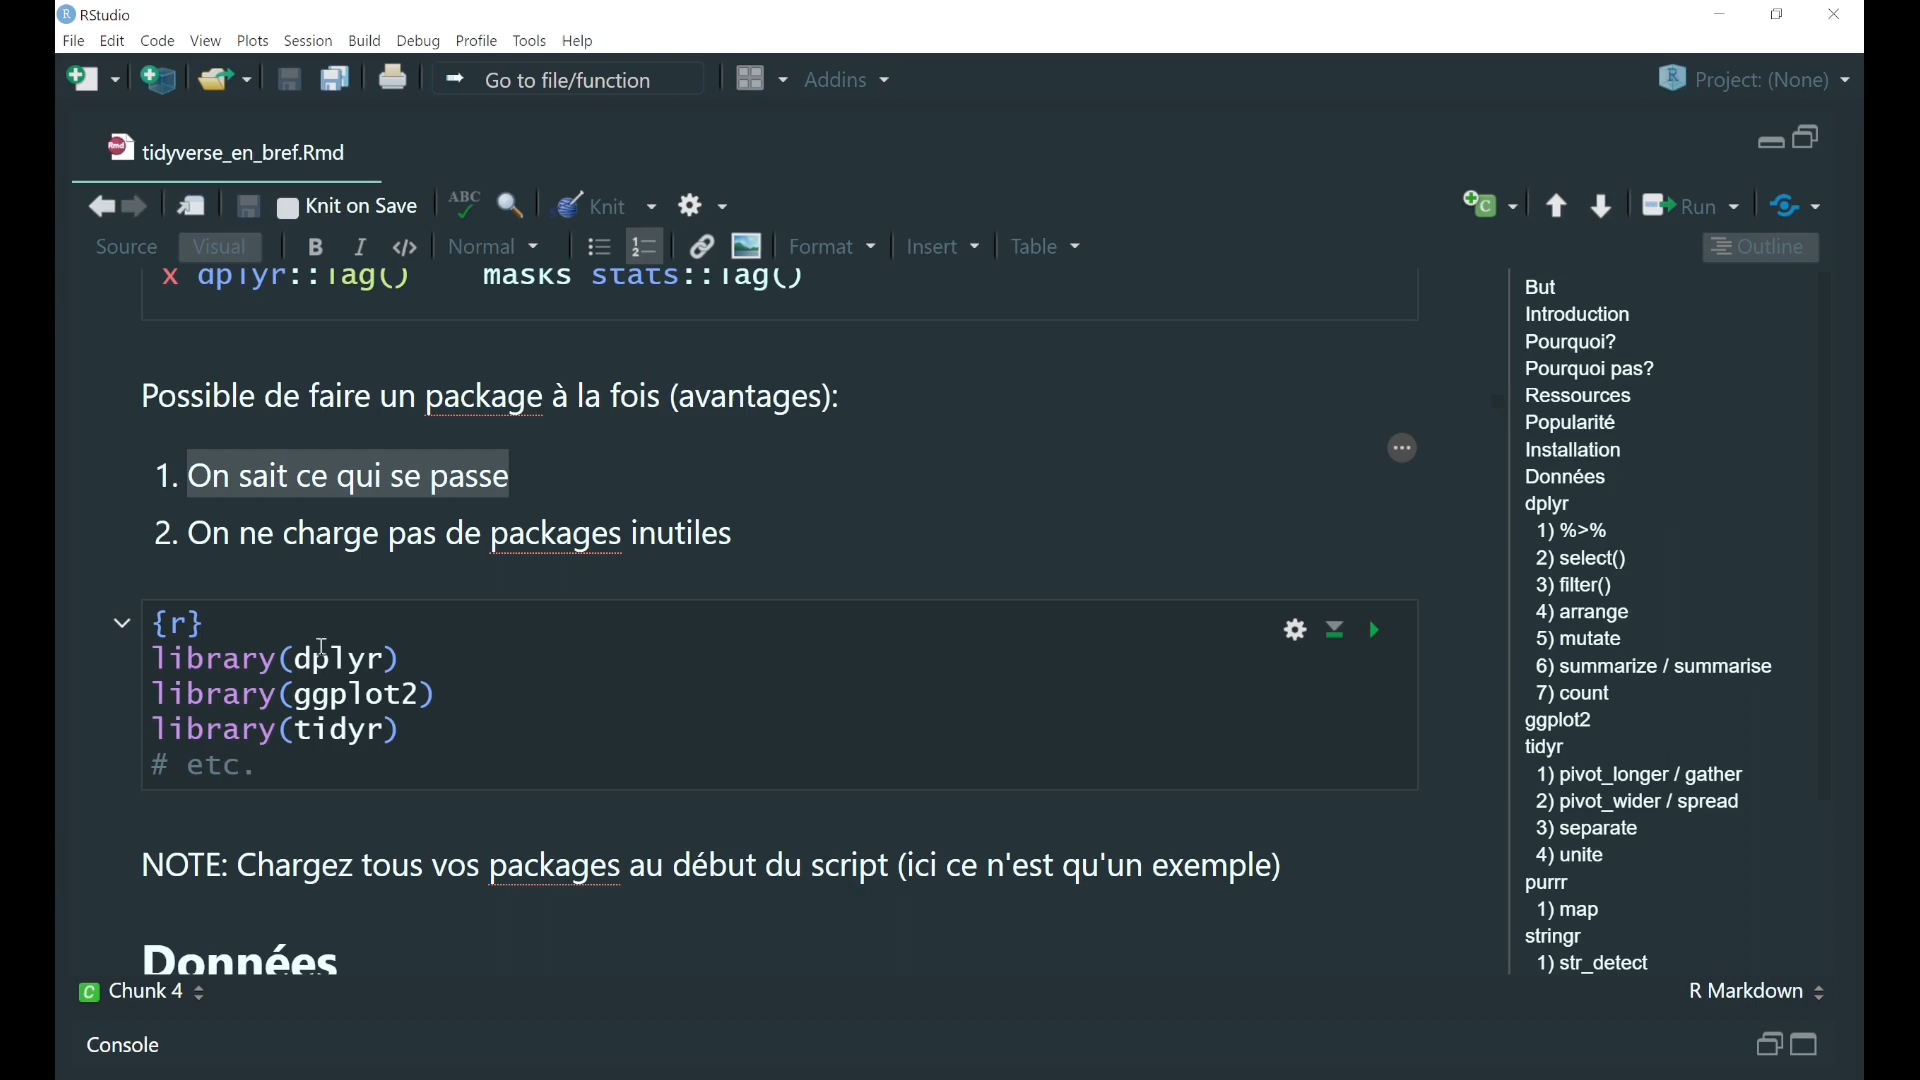 RStudio
File Edit Code View Plots Session Build Debug Profile Tools Help
Go to file/function Addins Project: (None)
tidyverse_en_bref.Rmd
Knit on Save ABC Knit Run
Source Visual B I </> Normal Format Insert Table Outline
x dplyr::lag() masks stats::lag()
Possible de faire un package à la fois (avantages):
1. On sait ce qui se passe
2. On ne charge pas de packages inutiles
{r}
library(dplyr)
library(ggplot2)
library(tidyr)
# etc.
NOTE: Chargez tous vos packages au début du script (ici ce n'est qu'un exemple)
Données
But
Introduction
Pourquoi?
Pourquoi pas?
Ressources
Popularité
Installation
Données
dplyr
1) %>%
2) select()
3) filter()
4) arrange
5) mutate
6) summarize / summarise
7) count
ggplot2
tidyr
1) pivot_longer / gather
2) pivot_wider / spread
3) separate
4) unite
purrr
1) map
stringr
1) str_detect
C Chunk 4 R Markdown
Console